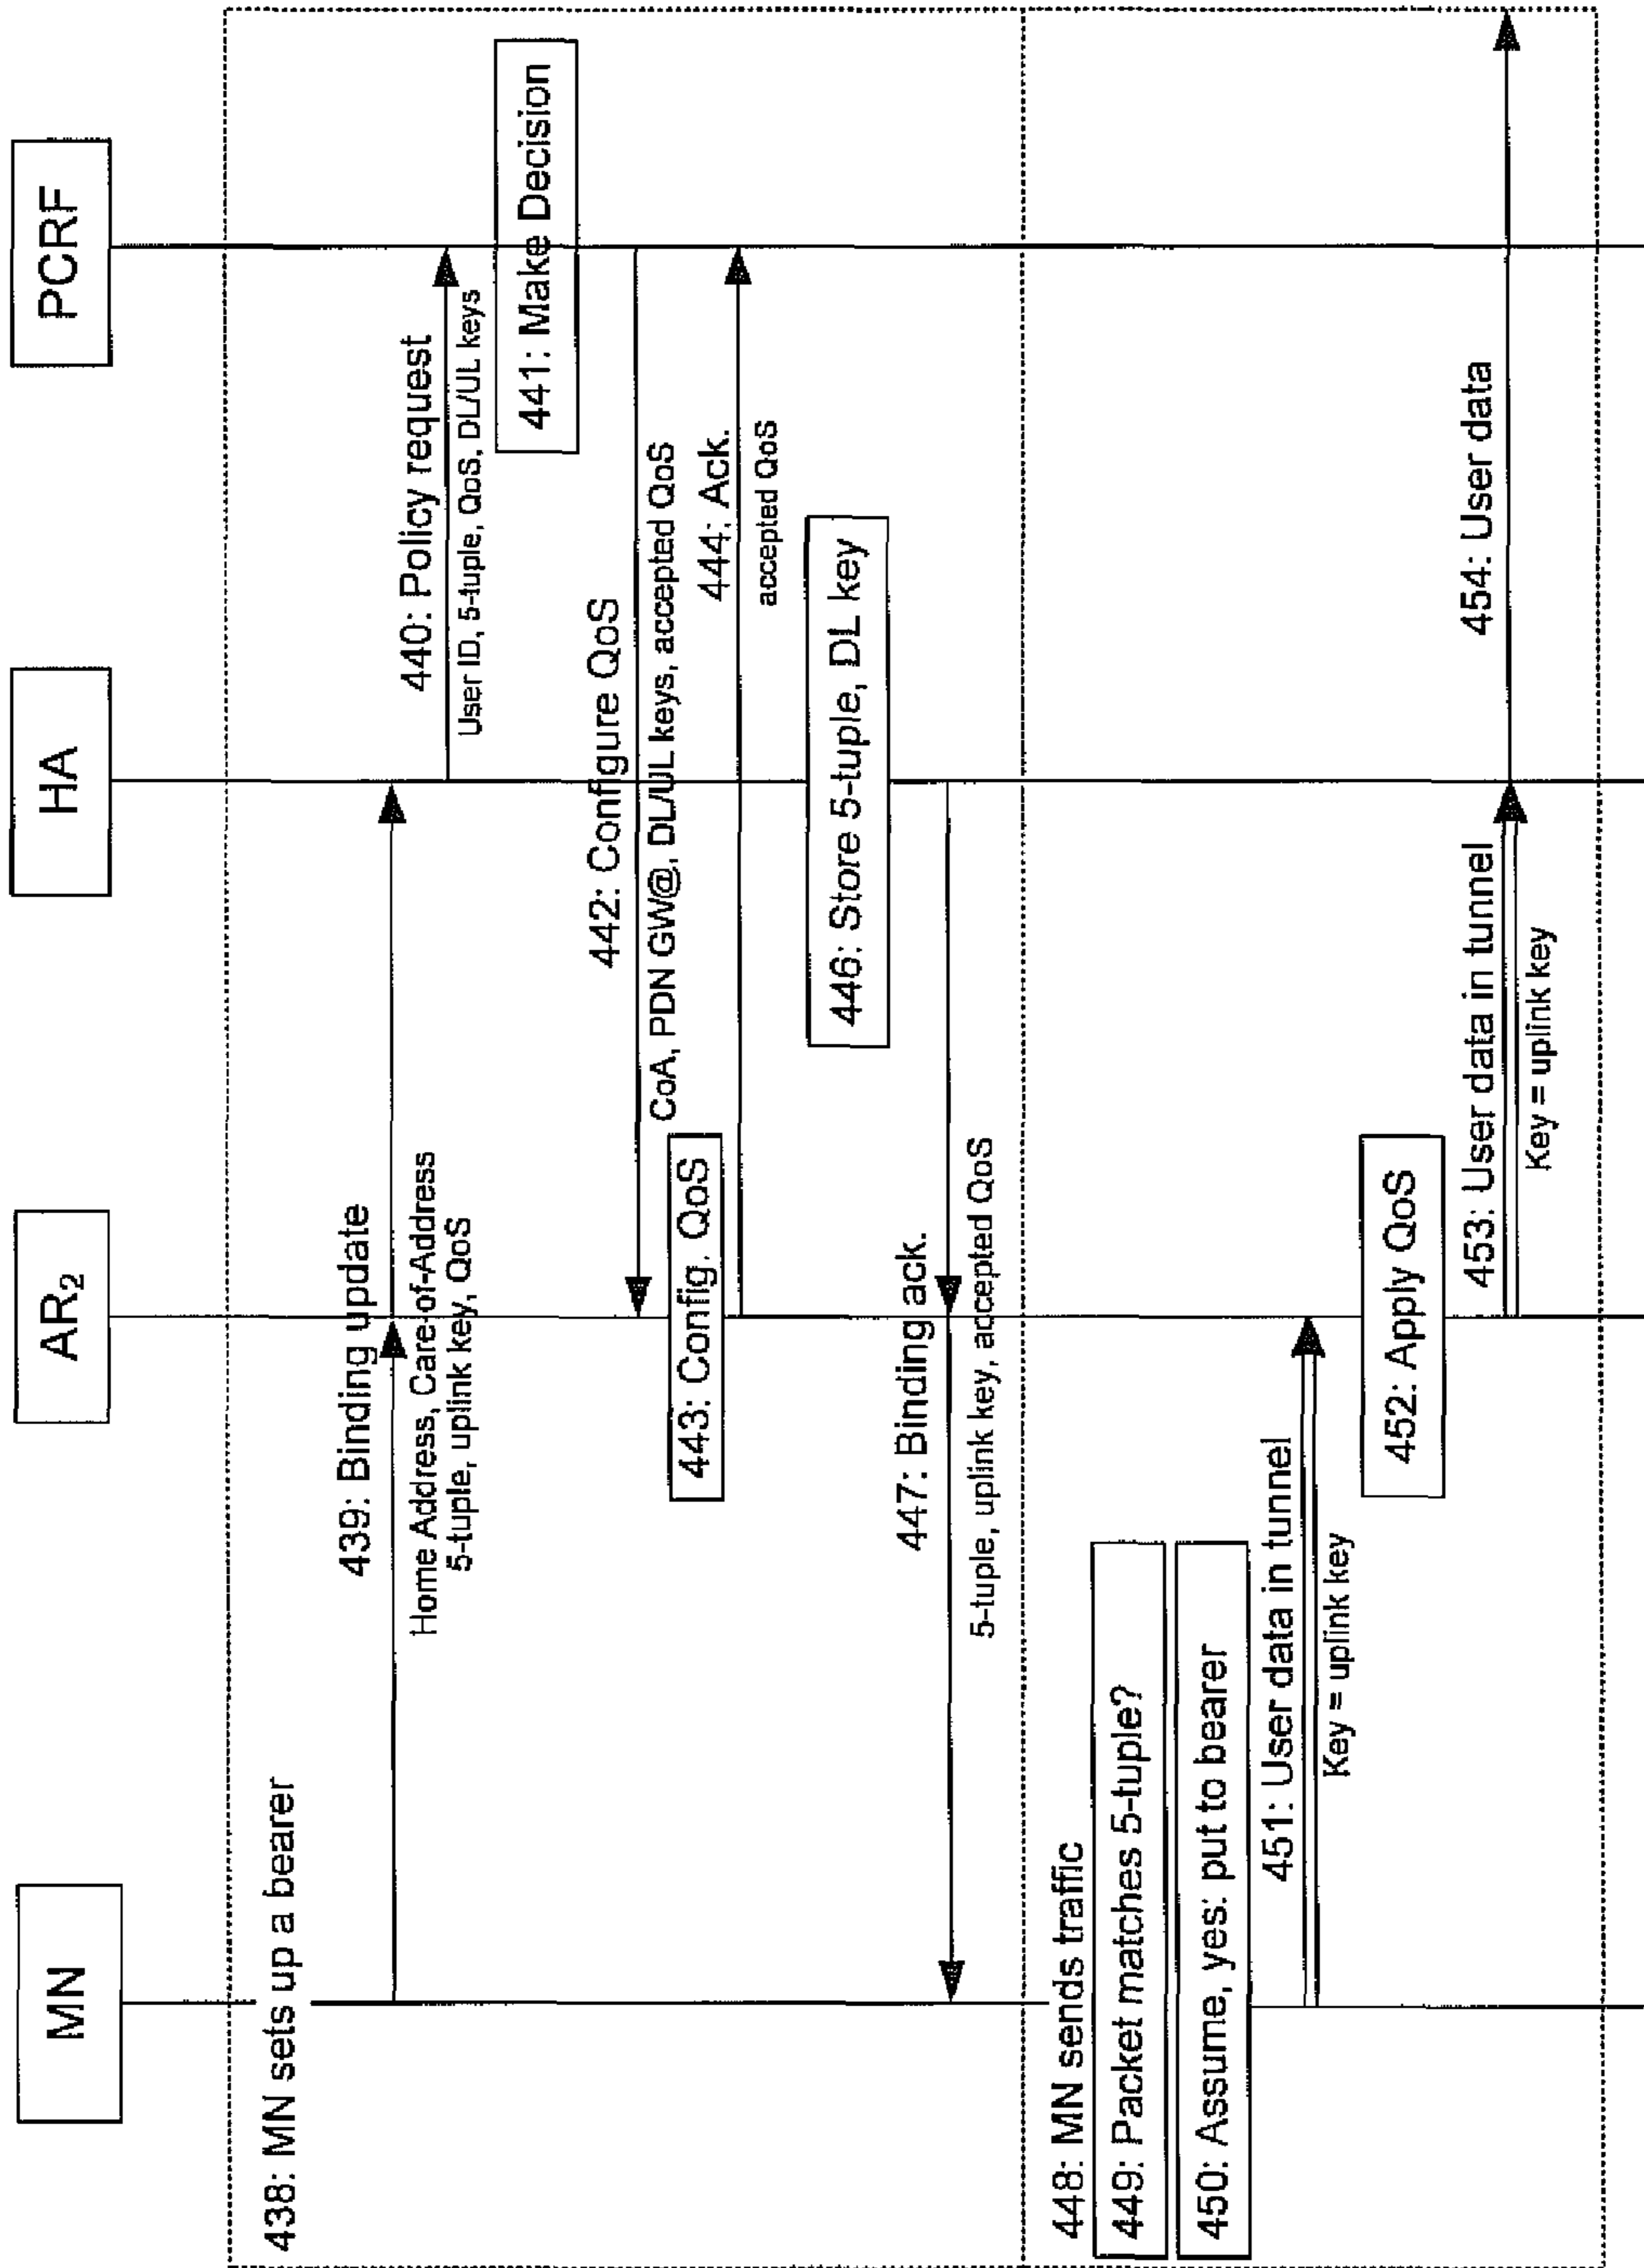 MN
AR₂
HA
PCRF
438: MN sets up a bearer
439: Binding update
Home Address, Care-of-Address
5-tuple, uplink key, QoS
440: Policy request
User ID, 5-tuple, QoS, DL/UL keys
441: Make Decision
442: Configure QoS
CoA, PDN GW@, DL/UL keys, accepted QoS
443: Config. QoS
444: Ack.
accepted QoS
446: Store 5-tuple, DL key
447: Binding ack.
5-tuple, uplink key, accepted QoS
448: MN sends traffic
449: Packet matches 5-tuple?
450: Assume, yes: put to bearer
451: User data in tunnel
Key = uplink key
452: Apply QoS
453: User data in tunnel
Key = uplink key
454: User data